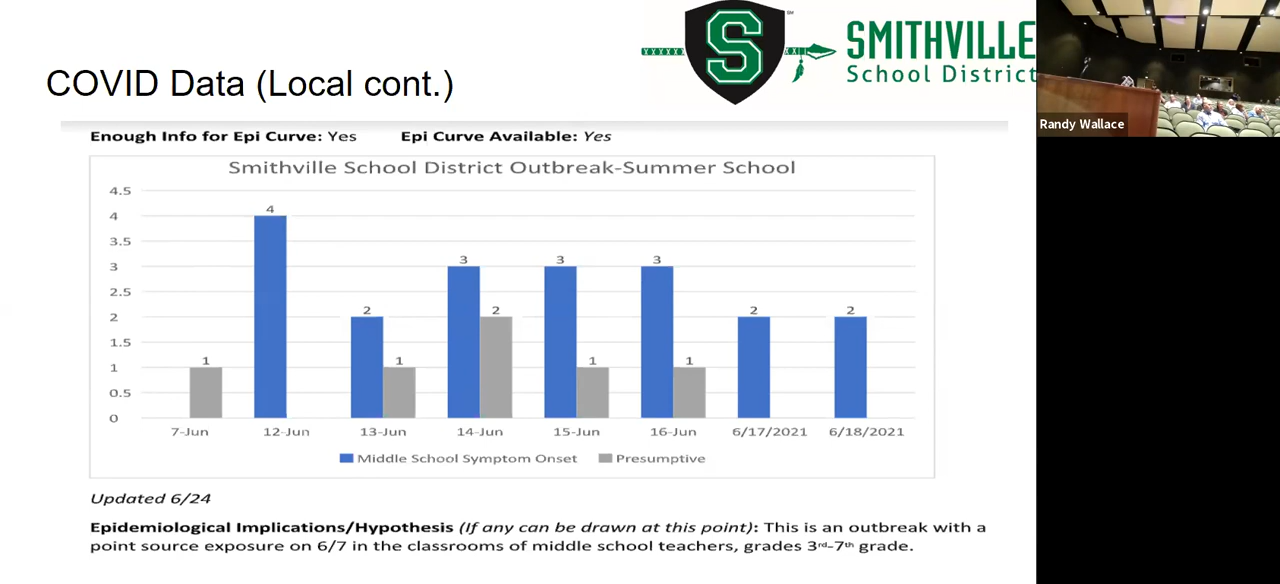 S
SM
SMITHVILLE
School District
COVID Data (Local cont.)
Randy Wallace
Enough Info for Epi Curve: Yes Epi Curve Available: Yes
Smithville School District Outbreak-Summer School
4.5
4
3.5
3
2.5
2
1.5
1
0.5
0
1
4
2
1
3
2
3
1
3
1
2
2
7-Jun 12-Jun 13-Jun 14-Jun 15-Jun 16-Jun 6/17/2021 6/18/2021
Middle School Symptom Onset Presumptive
Updated 6/24
Epidemiological Implications/Hypothesis (If any can be drawn at this point): This is an outbreak with a
point source exposure on 6/7 in the classrooms of middle school teachers, grades 3rd-7th grade.